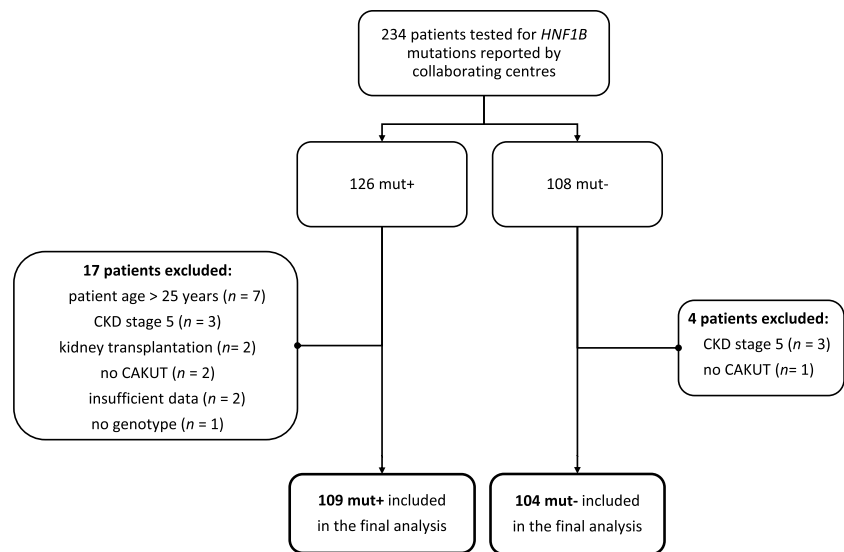 234 patients tested for HNF1B
mutations reported by
collaborating centres
126 mut+
108 mut-
17 patients excluded:
patient age > 25 years (n = 7)
CKD stage 5 (n = 3)
kidney transplantation (n= 2)
no CAKUT (n = 2)
insufficient data (n = 2)
no genotype (n = 1)
4 patients excluded:
CKD stage 5 (n = 3)
no CAKUT (n= 1)
109 mut+ included
in the final analysis
104 mut- included
in the final analysis